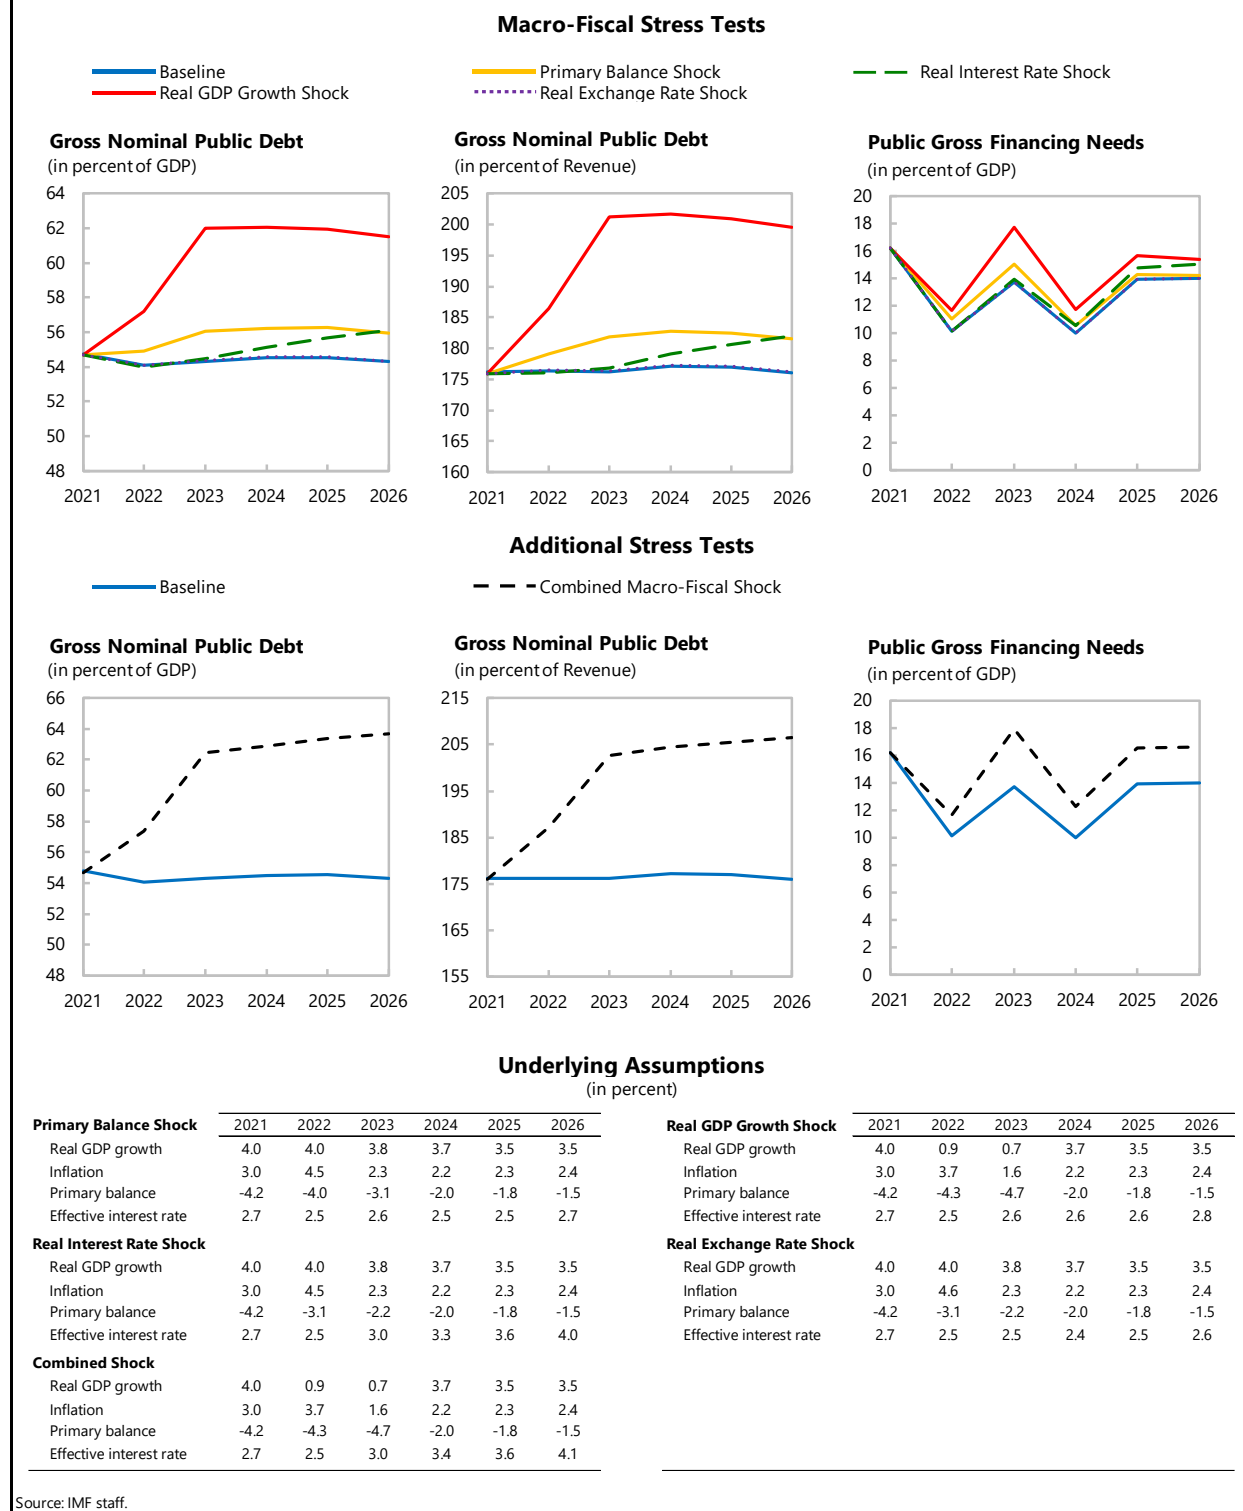 Macro-Fiscal Stress Tests
Baseline
Primary Balance Shock
Real Interest Rate Shock
Real GDP Growth Shock
Real Exchange Rate Shock
Gross Nominal Public Debt
(in percent of GDP)
64
62
60
58
56
54
52
50
48
2021 2022 2023 2024 2025 2026
Gross Nominal Public Debt
(in percent of Revenue)
205
200
195
190
185
180
175
170
165
160
2021 2022 2023 2024 2025 2026
Public Gross Financing Needs
(in percent of GDP)
20
18
16
14
12
10
8
6
4
2
0
2021 2022 2023 2024 2025 2026
Additional Stress Tests
Baseline
Combined Macro-Fiscal Shock
Gross Nominal Public Debt
(in percent of GDP)
66
64
62
60
58
56
54
52
50
48
2021 2022 2023 2024 2025 2026
Gross Nominal Public Debt
(in percent of Revenue)
215
205
195
185
175
165
155
2021 2022 2023 2024 2025 2026
Public Gross Financing Needs
(in percent of GDP)
20
18
16
14
12
10
8
6
4
2
0
2021 2022 2023 2024 2025 2026
Underlying Assumptions
(in percent)
Primary Balance Shock 2021 2022 2023 2024 2025 2026
Real GDP growth 4.0 4.0 3.8 3.7 3.5 3.5
Inflation 3.0 4.5 2.3 2.2 2.3 2.4
Primary balance -4.2 -4.0 -3.1 -2.0 -1.8 -1.5
Effective interest rate 2.7 2.5 2.6 2.5 2.5 2.7
Real Interest Rate Shock
Real GDP growth 4.0 4.0 3.8 3.7 3.5 3.5
Inflation 3.0 4.5 2.3 2.2 2.3 2.4
Primary balance -4.2 -3.1 -2.2 -2.0 -1.8 -1.5
Effective interest rate 2.7 2.5 3.0 3.3 3.6 4.0
Combined Shock
Real GDP growth 4.0 0.9 0.7 3.7 3.5 3.5
Inflation 3.0 3.7 1.6 2.2 2.3 2.4
Primary balance -4.2 -4.3 -4.7 -2.0 -1.8 -1.5
Effective interest rate 2.7 2.5 3.0 3.4 3.6 4.1
Real GDP Growth Shock 2021 2022 2023 2024 2025 2026
Real GDP growth 4.0 0.9 0.7 3.7 3.5 3.5
Inflation 3.0 3.7 1.6 2.2 2.3 2.4
Primary balance -4.2 -4.3 -4.7 -2.0 -1.8 -1.5
Effective interest rate 2.7 2.5 2.6 2.6 2.6 2.8
Real Exchange Rate Shock
Real GDP growth 4.0 4.0 3.8 3.7 3.5 3.5
Inflation 3.0 4.6 2.3 2.2 2.3 2.4
Primary balance -4.2 -3.1 -2.2 -2.0 -1.8 -1.5
Effective interest rate 2.7 2.5 2.5 2.4 2.5 2.6
Source: IMF staff.